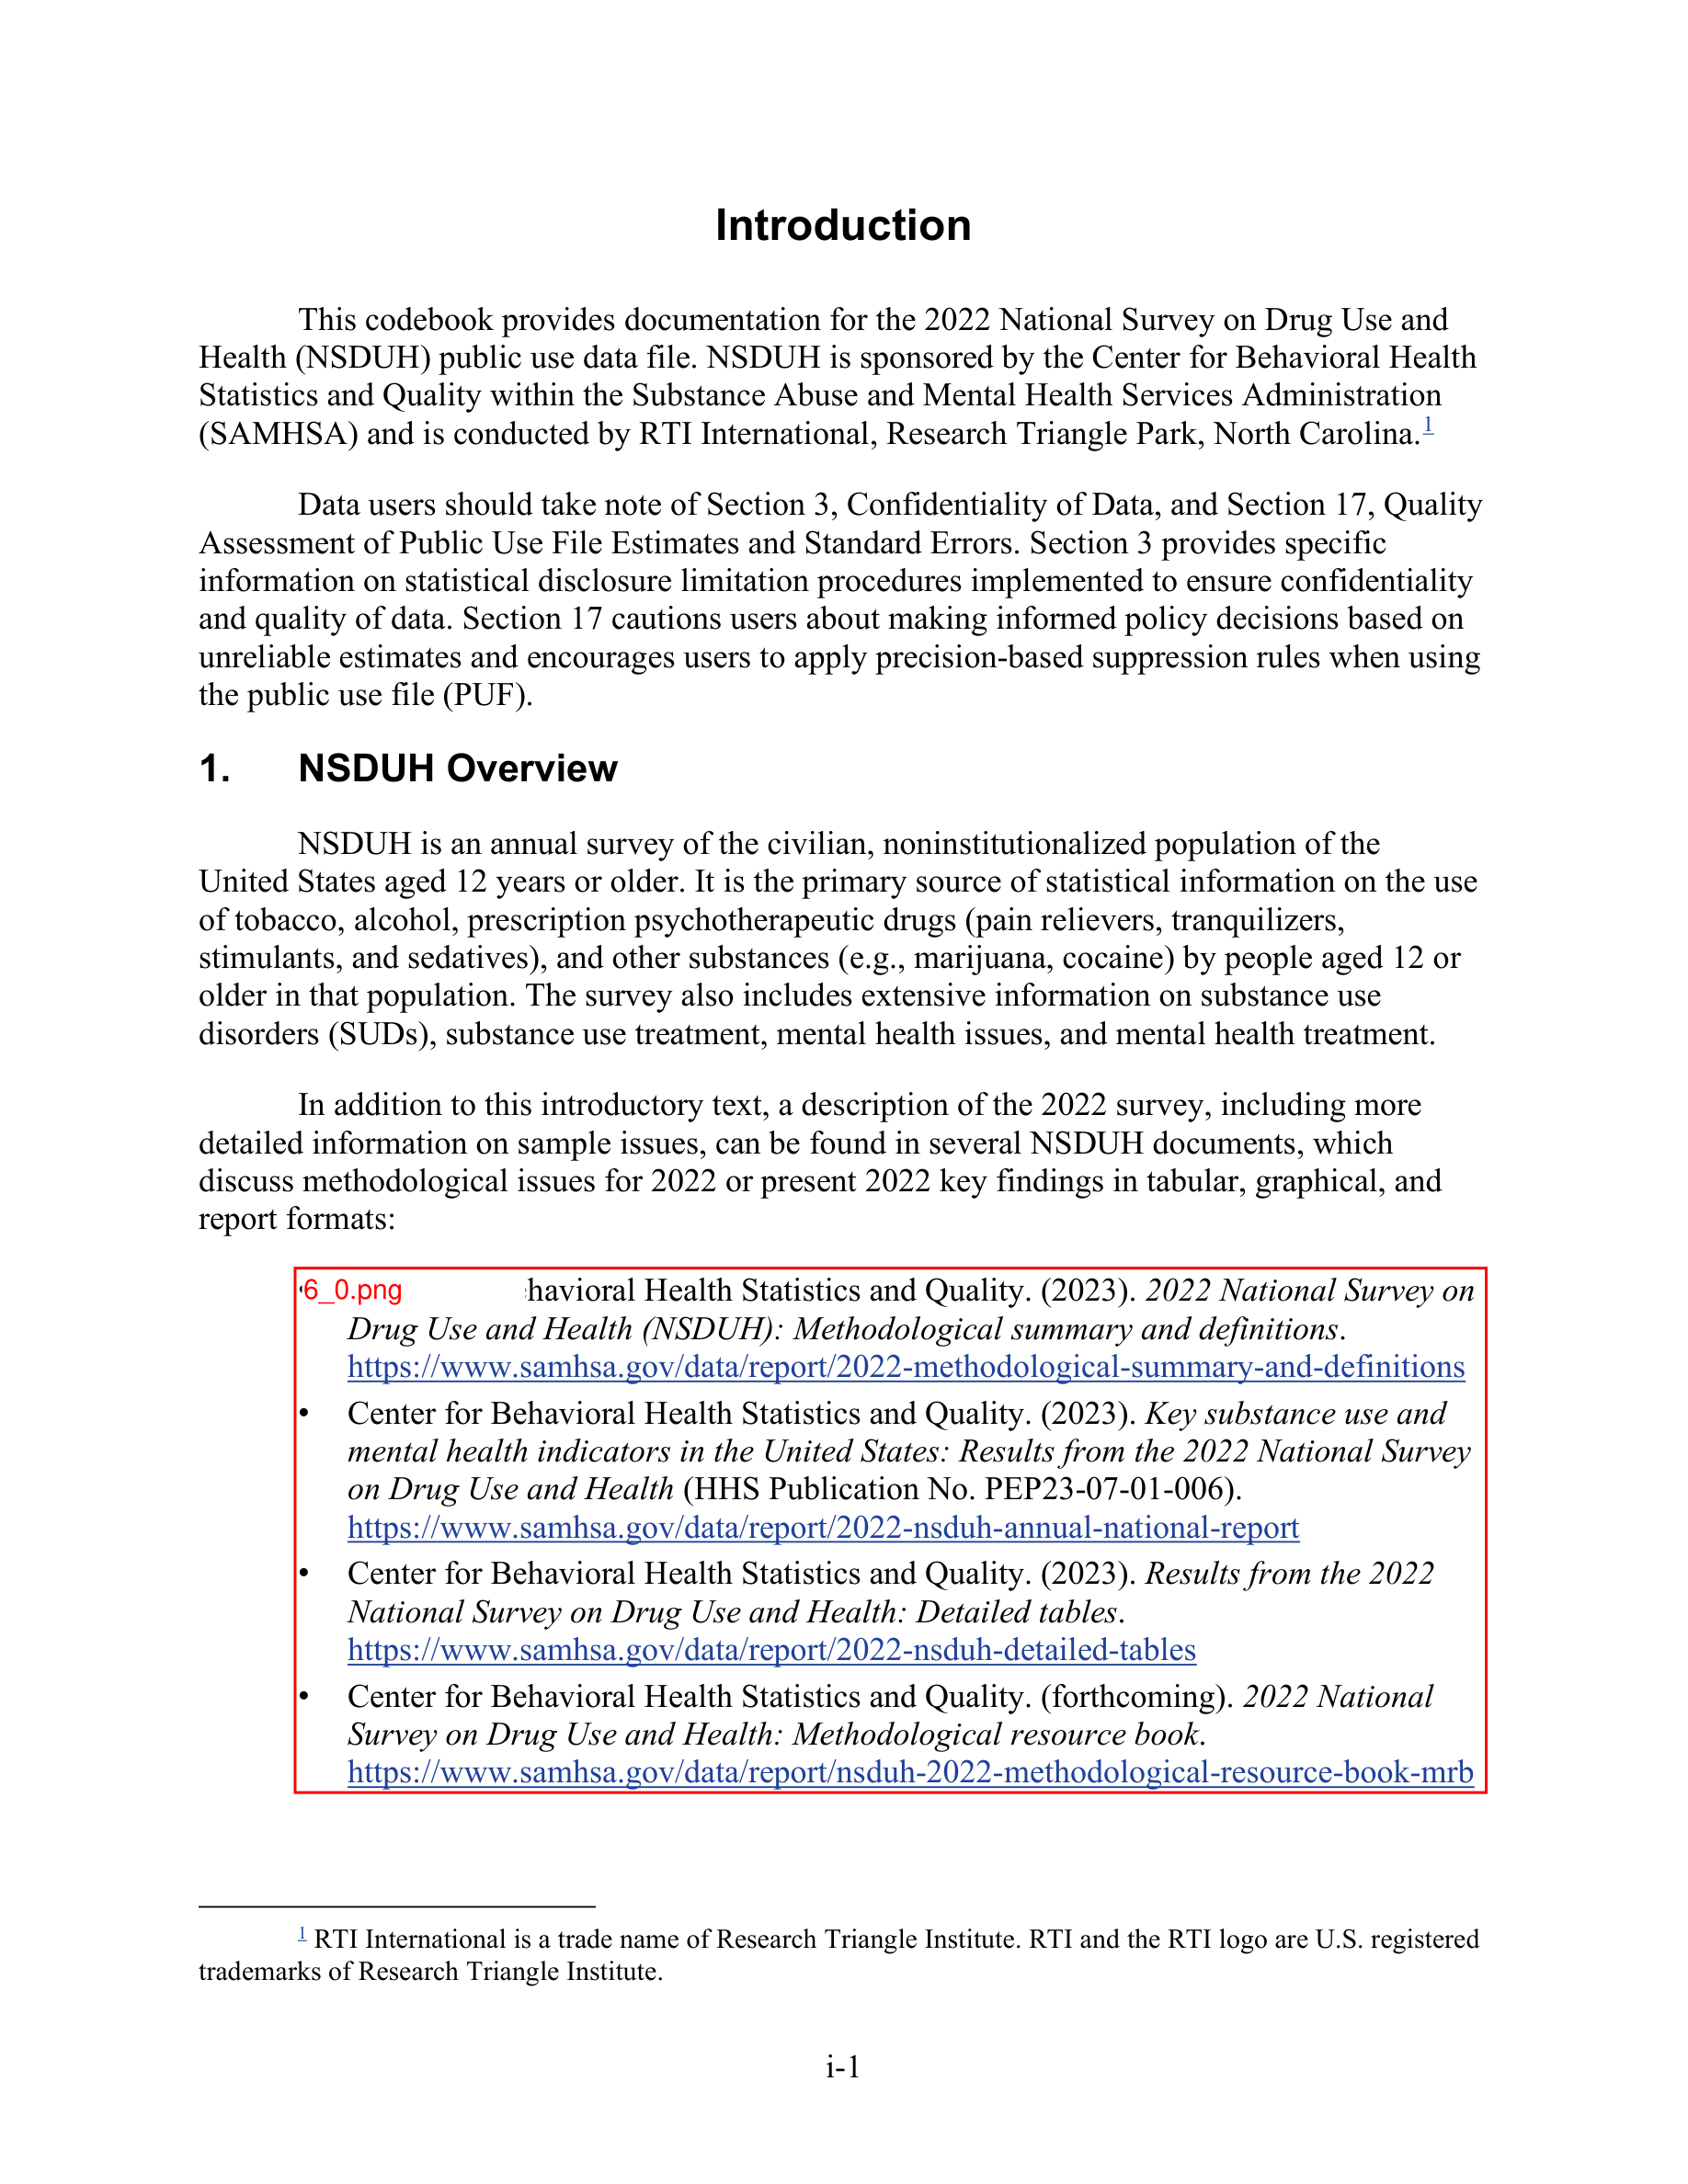 Introduction
This codebook provides documentation for the 2022 National Survey on Drug Use and
Health (NSDUH) public use data file. NSDUH is sponsored by the Center for Behavioral Health
Statistics and Quality within the Substance Abuse and Mental Health Services Administration
(SAMHSA) and is conducted by RTI International, Research Triangle Park, North Carolina.1
Data users should take note of Section 3, Confidentiality of Data, and Section 17, Quality
Assessment of Public Use File Estimates and Standard Errors. Section 3 provides specific
information on statistical disclosure limitation procedures implemented to ensure confidentiality
and quality of data. Section 17 cautions users about making informed policy decisions based on
unreliable estimates and encourages users to apply precision-based suppression rules when using
the public use file (PUF).
1. NSDUH Overview
NSDUH is an annual survey of the civilian, noninstitutionalized population of the
United States aged 12 years or older. It is the primary source of statistical information on the use
of tobacco, alcohol, prescription psychotherapeutic drugs (pain relievers, tranquilizers,
stimulants, and sedatives), and other substances (e.g., marijuana, cocaine) by people aged 12 or
older in that population. The survey also includes extensive information on substance use
disorders (SUDs), substance use treatment, mental health issues, and mental health treatment.
In addition to this introductory text, a description of the 2022 survey, including more
detailed information on sample issues, can be found in several NSDUH documents, which
discuss methodological issues for 2022 or present 2022 key findings in tabular, graphical, and
report formats:
6_0.png havioral Health Statistics and Quality. (2023). 2022 National Survey on
Drug Use and Health (NSDUH): Methodological summary and definitions.
https://www.samhsa.gov/data/report/2022-methodological-summary-and-definitions
• Center for Behavioral Health Statistics and Quality. (2023). Key substance use and
mental health indicators in the United States: Results from the 2022 National Survey
on Drug Use and Health (HHS Publication No. PEP23-07-01-006).
https://www.samhsa.gov/data/report/2022-nsduh-annual-national-report
• Center for Behavioral Health Statistics and Quality. (2023). Results from the 2022
National Survey on Drug Use and Health: Detailed tables.
https://www.samhsa.gov/data/report/2022-nsduh-detailed-tables
• Center for Behavioral Health Statistics and Quality. (forthcoming). 2022 National
Survey on Drug Use and Health: Methodological resource book.
https://www.samhsa.gov/data/report/nsduh-2022-methodological-resource-book-mrb
1 RTI International is a trade name of Research Triangle Institute. RTI and the RTI logo are U.S. registered
trademarks of Research Triangle Institute.
i-1